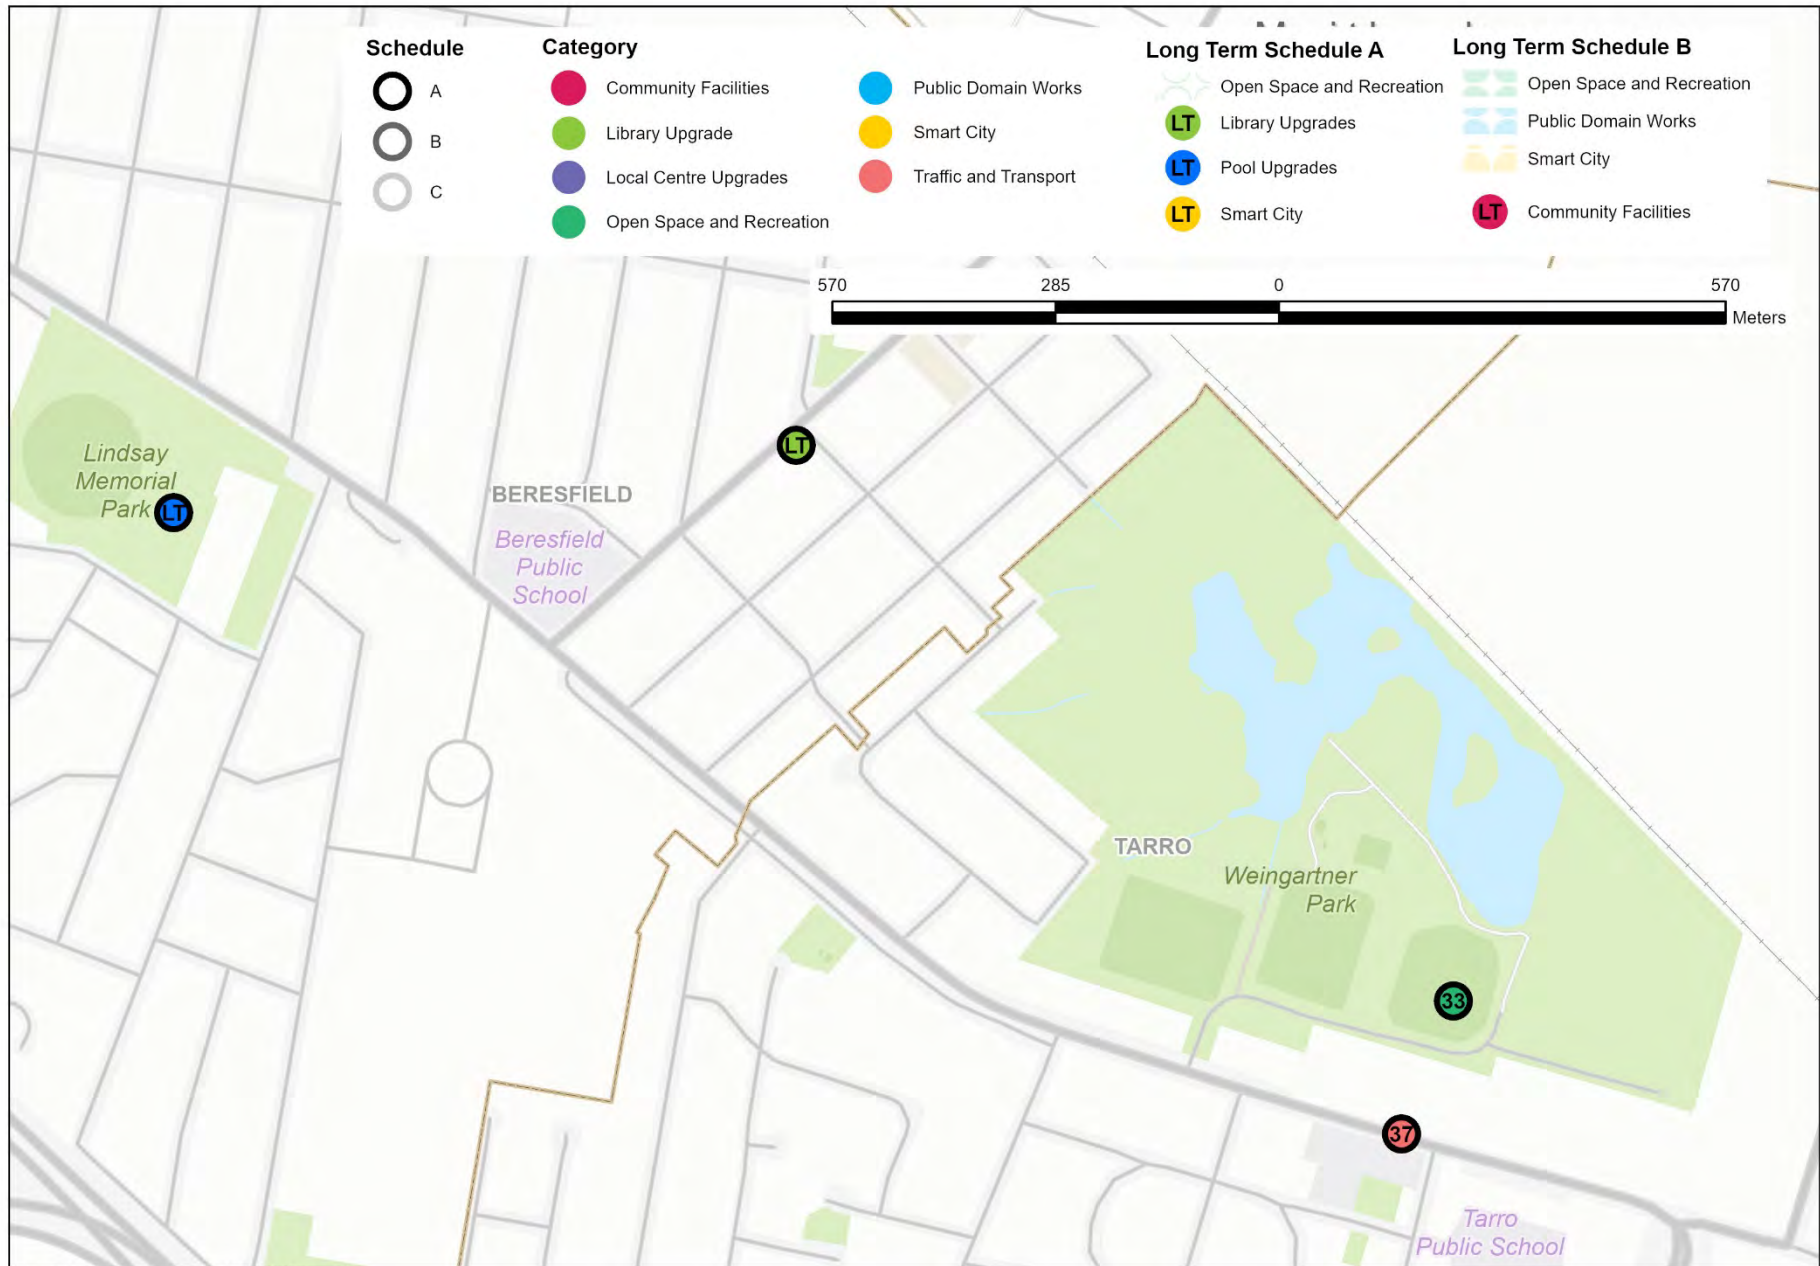 Schedule
A
B
C
Category
Community Facilities
Library Upgrade
Local Centre Upgrades
Open Space and Recreation
Public Domain Works
Smart City
Traffic and Transport
Long Term Schedule A
Open Space and Recreation
LT Library Upgrades
LT Pool Upgrades
LT Smart City
Long Term Schedule B
Open Space and Recreation
Public Domain Works
Smart City
LT Community Facilities
570 285 0 570
Meters
Lindsay
Memorial
Park
LT
LT
BERESFIELD
Beresfield
Public
School
TARRO
Weingartner
Park
33
37
Tarro
Public School